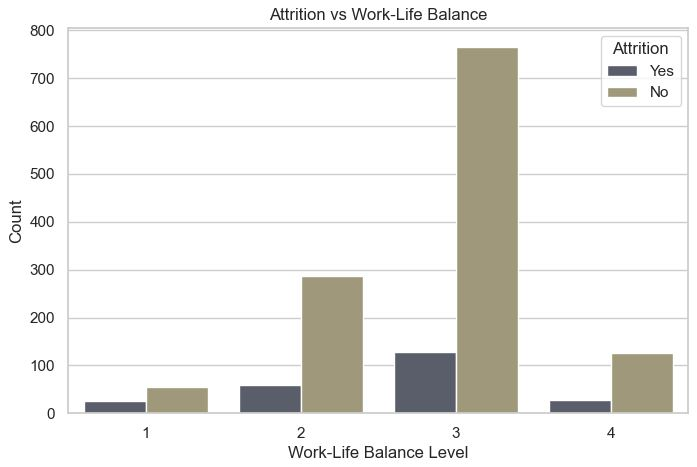 Attrition vs Work-Life Balance
800
700
600
500
400
300
200
100
0
Count
Attrition
Yes
No
1 2 3 4
Work-Life Balance Level